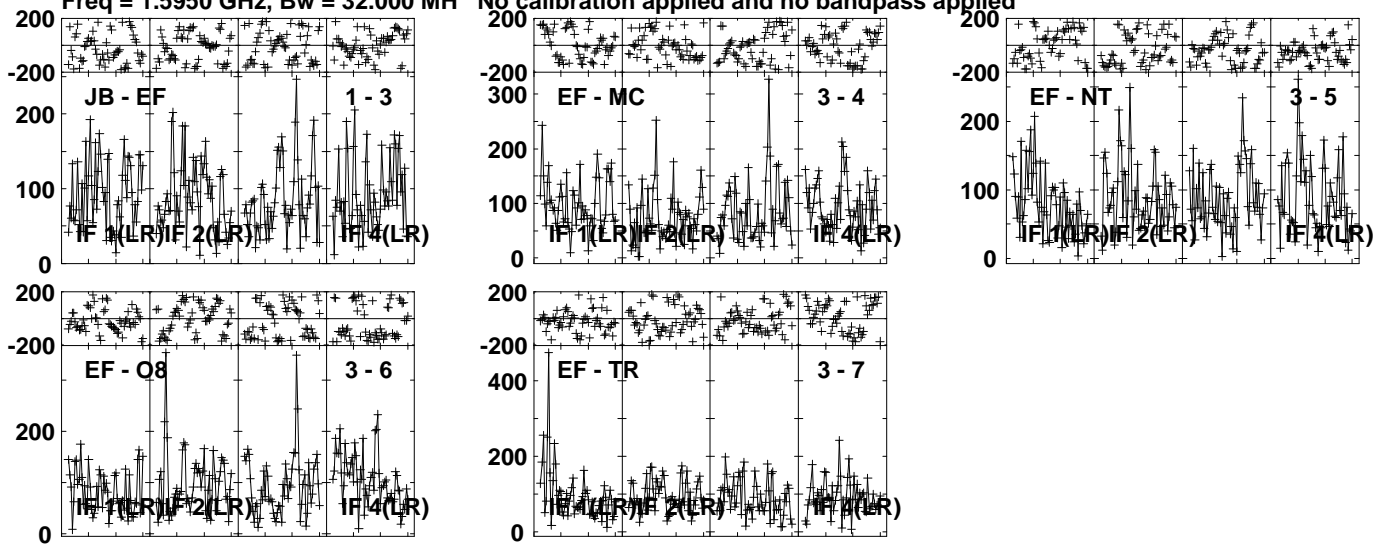 Freq = 1.5950 GHz, Bw = 32.000 MH No calibration applied and no bandpass applied
200 200 200
-200 -200 -200
JB - EF 1 - 3 EF - MC 3 - 4 EF - NT 3 - 5
300
200 200 200
100 100 100
IF 1(LR) IF 2(LR) IF 4(LR) IF 1(LR) IF 2(LR) IF 4(LR) IF 1(LR) IF 2(LR) IF 4(LR)
0 0 0
200 200
-200 -200
EF - O8 3 - 6 EF - TR 3 - 7
400
200 200
IF 1(LR) IF 2(LR) IF 4(LR) IF 1(LR) IF 2(LR) IF 4(LR)
0 0